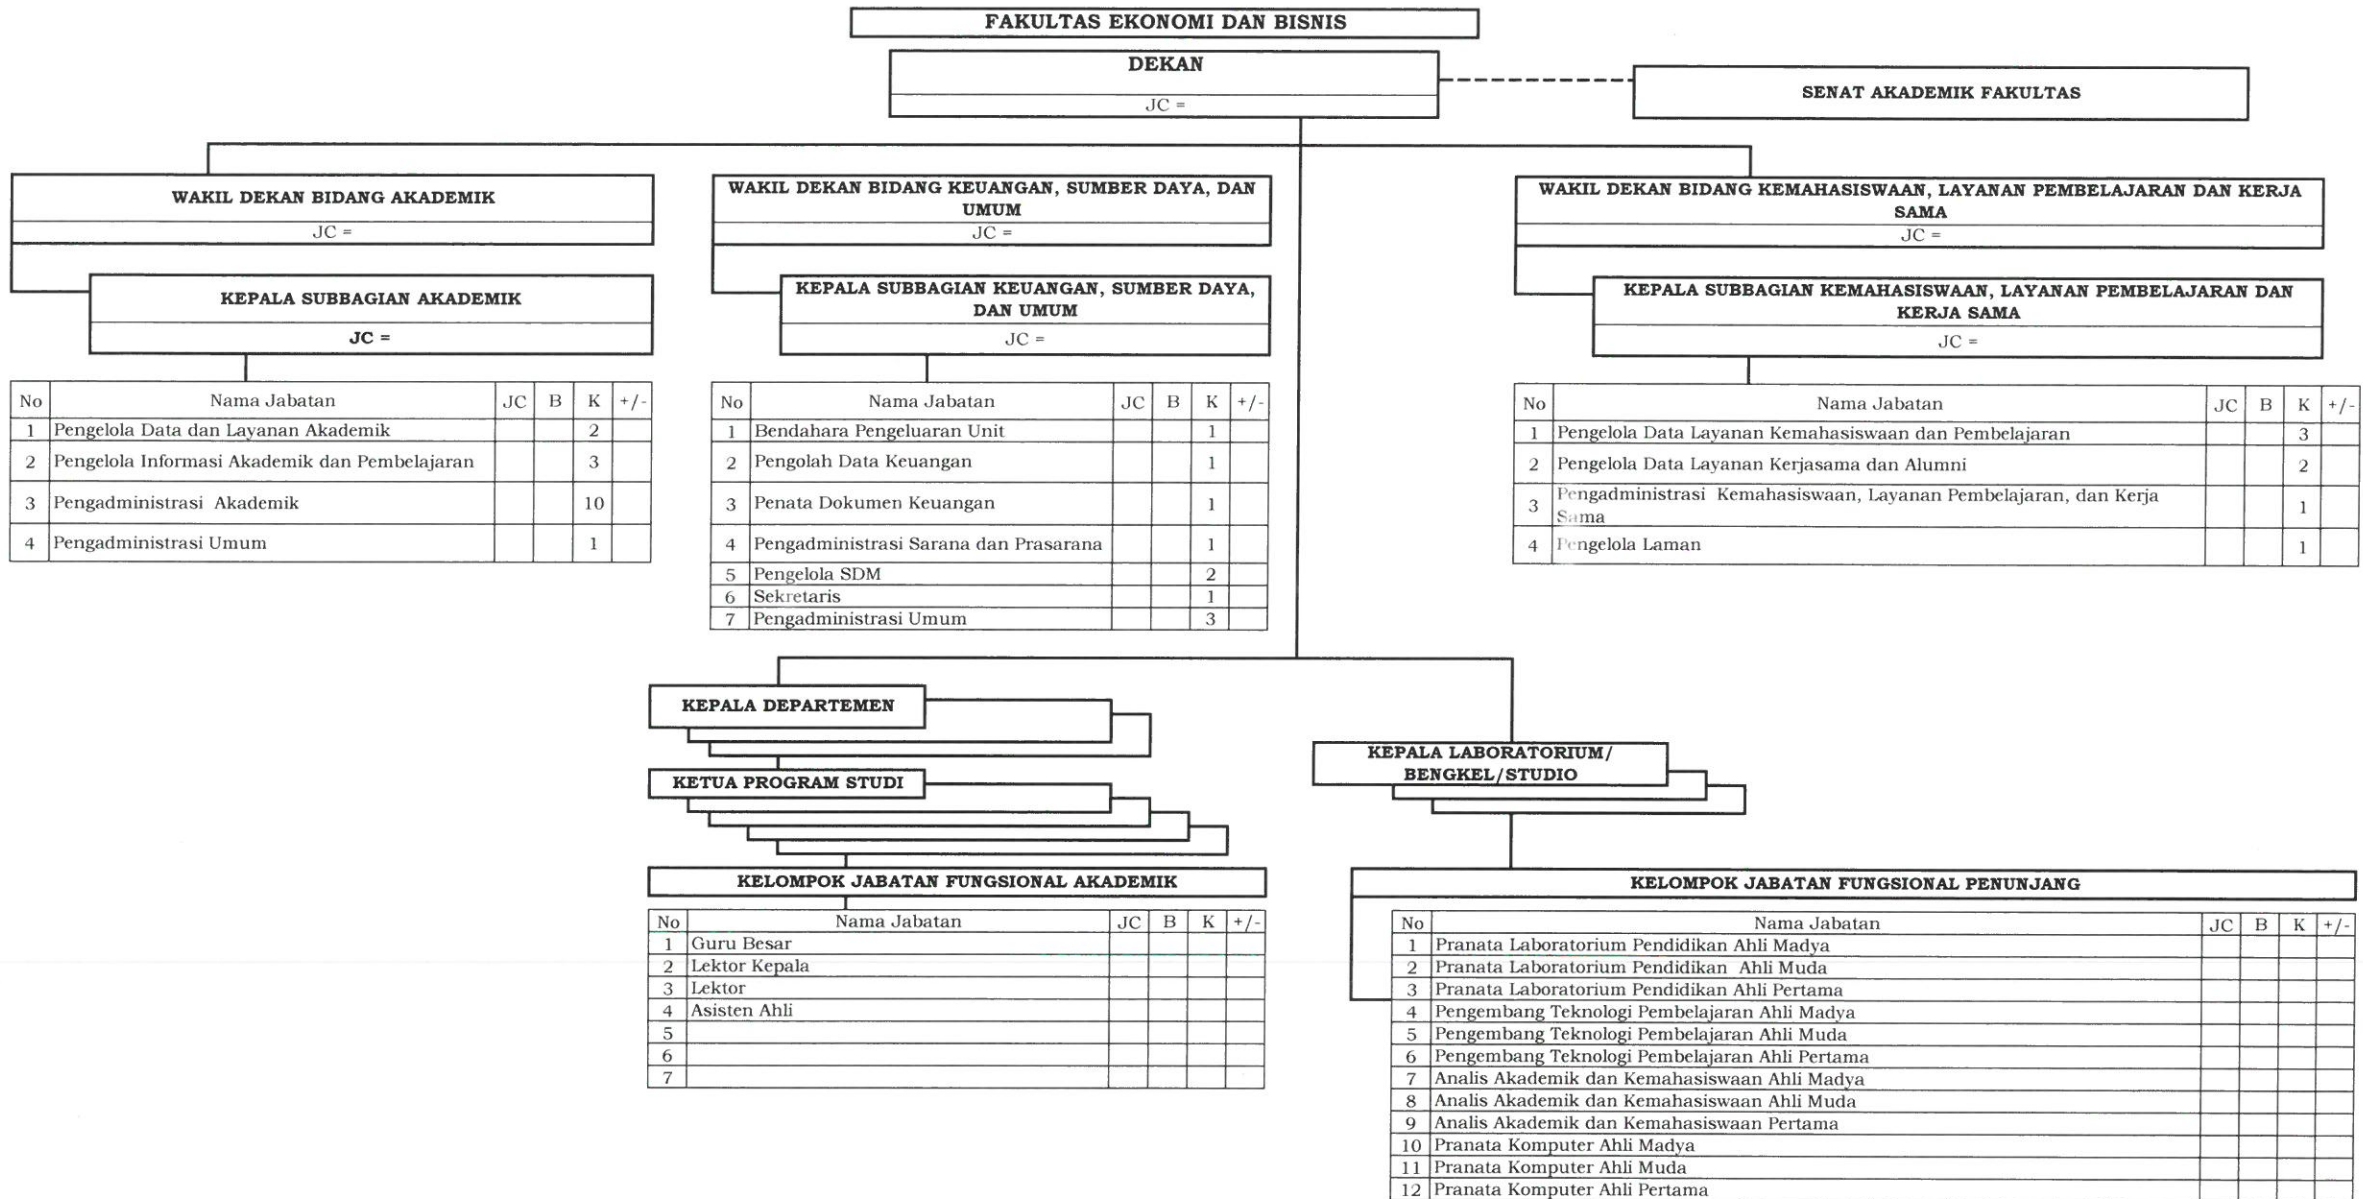 FAKULTAS EKONOMI DAN BISNIS
DEKAN
JC =
SENAT AKADEMIK FAKULTAS
WAKIL DEKAN BIDANG AKADEMIK
JC =
KEPALA SUBBAGIAN AKADEMIK
JC =
No Nama Jabatan JC B K +/-
1 Pengelola Data dan Layanan Akademik 2
2 Pengelola Informasi Akademik dan Pembelajaran 3
3 Pengadministrasi Akademik 10
4 Pengadministrasi Umum 1
WAKIL DEKAN BIDANG KEUANGAN, SUMBER DAYA, DAN
UMUM
JC =
KEPALA SUBBAGIAN KEUANGAN, SUMBER DAYA,
DAN UMUM
JC =
No Nama Jabatan JC B K +/-
1 Bendahara Pengeluaran Unit 1
2 Pengolah Data Keuangan 1
3 Penata Dokumen Keuangan 1
4 Pengadministrasi Sarana dan Prasarana 1
5 Pengelola SDM 2
6 Sekretaris 1
7 Pengadministrasi Umum 3
WAKIL DEKAN BIDANG KEMAHASISWAAN, LAYANAN PEMBELAJARAN DAN KERJA
SAMA
JC =
KEPALA SUBBAGIAN KEMAHASISWAAN, LAYANAN PEMBELAJARAN DAN
KERJA SAMA
JC =
No Nama Jabatan JC B K +/-
1 Pengelola Data Layanan Kemahasiswaan dan Pembelajaran 3
2 Pengelola Data Layanan Kerjasama dan Alumni 2
3 Pengadministrasi Kemahasiswaan, Layanan Pembelajaran, dan Kerja
Sama 1
4 Pengelola Laman 1
KEPALA DEPARTEMEN
KETUA PROGRAM STUDI
KELOMPOK JABATAN FUNGSIONAL AKADEMIK
No Nama Jabatan JC B K +/-
1 Guru Besar
2 Lektor Kepala
3 Lektor
4 Asisten Ahli
5
6
7
KEPALA LABORATORIUM/
BENGKEL/STUDIO
KELOMPOK JABATAN FUNGSIONAL PENUNJANG
No Nama Jabatan JC B K +/-
1 Pranata Laboratorium Pendidikan Ahli Madya
2 Pranata Laboratorium Pendidikan Ahli Muda
3 Pranata Laboratorium Pendidikan Ahli Pertama
4 Pengembang Teknologi Pembelajaran Ahli Madya
5 Pengembang Teknologi Pembelajaran Ahli Muda
6 Pengembang Teknologi Pembelajaran Ahli Pertama
7 Analis Akademik dan Kemahasiswaan Ahli Madya
8 Analis Akademik dan Kemahasiswaan Ahli Muda
9 Analis Akademik dan Kemahasiswaan Pertama
10 Pranata Komputer Ahli Madya
11 Pranata Komputer Ahli Muda
12 Pranata Komputer Ahli Pertama